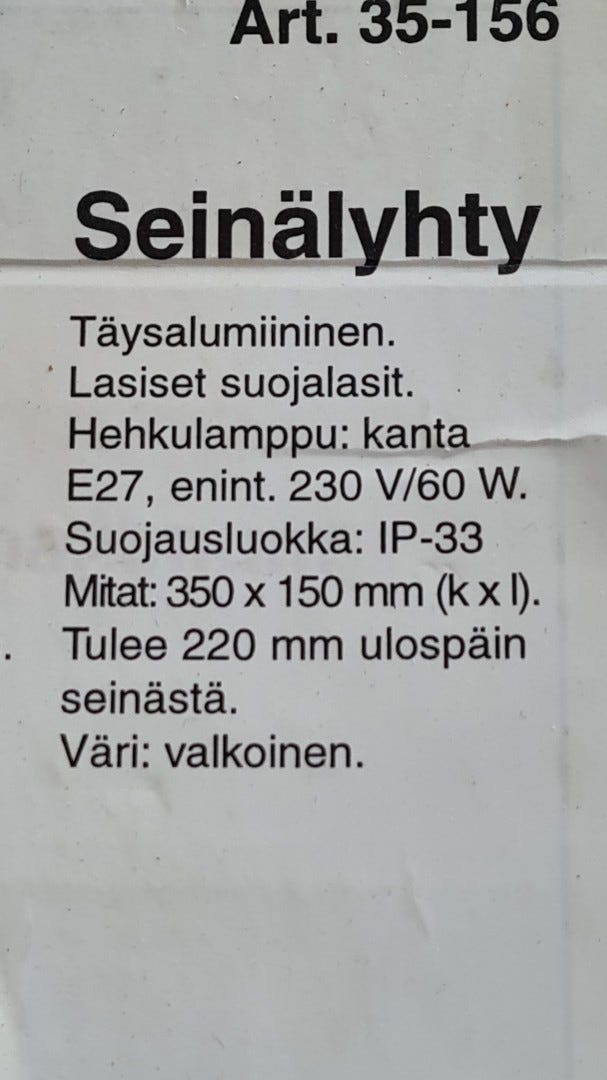 Art. 35-156
Seinälyhty
Täysalumiininen.
Lasiset suojalasit.
Hehkulamppu: kanta
E27, enint. 230 V/60 W.
Suojausluokka: IP-33
Mitat: 350 x 150 mm (k x l).
. Tulee 220 mm ulospäin
seinästä.
Väri: valkoinen.